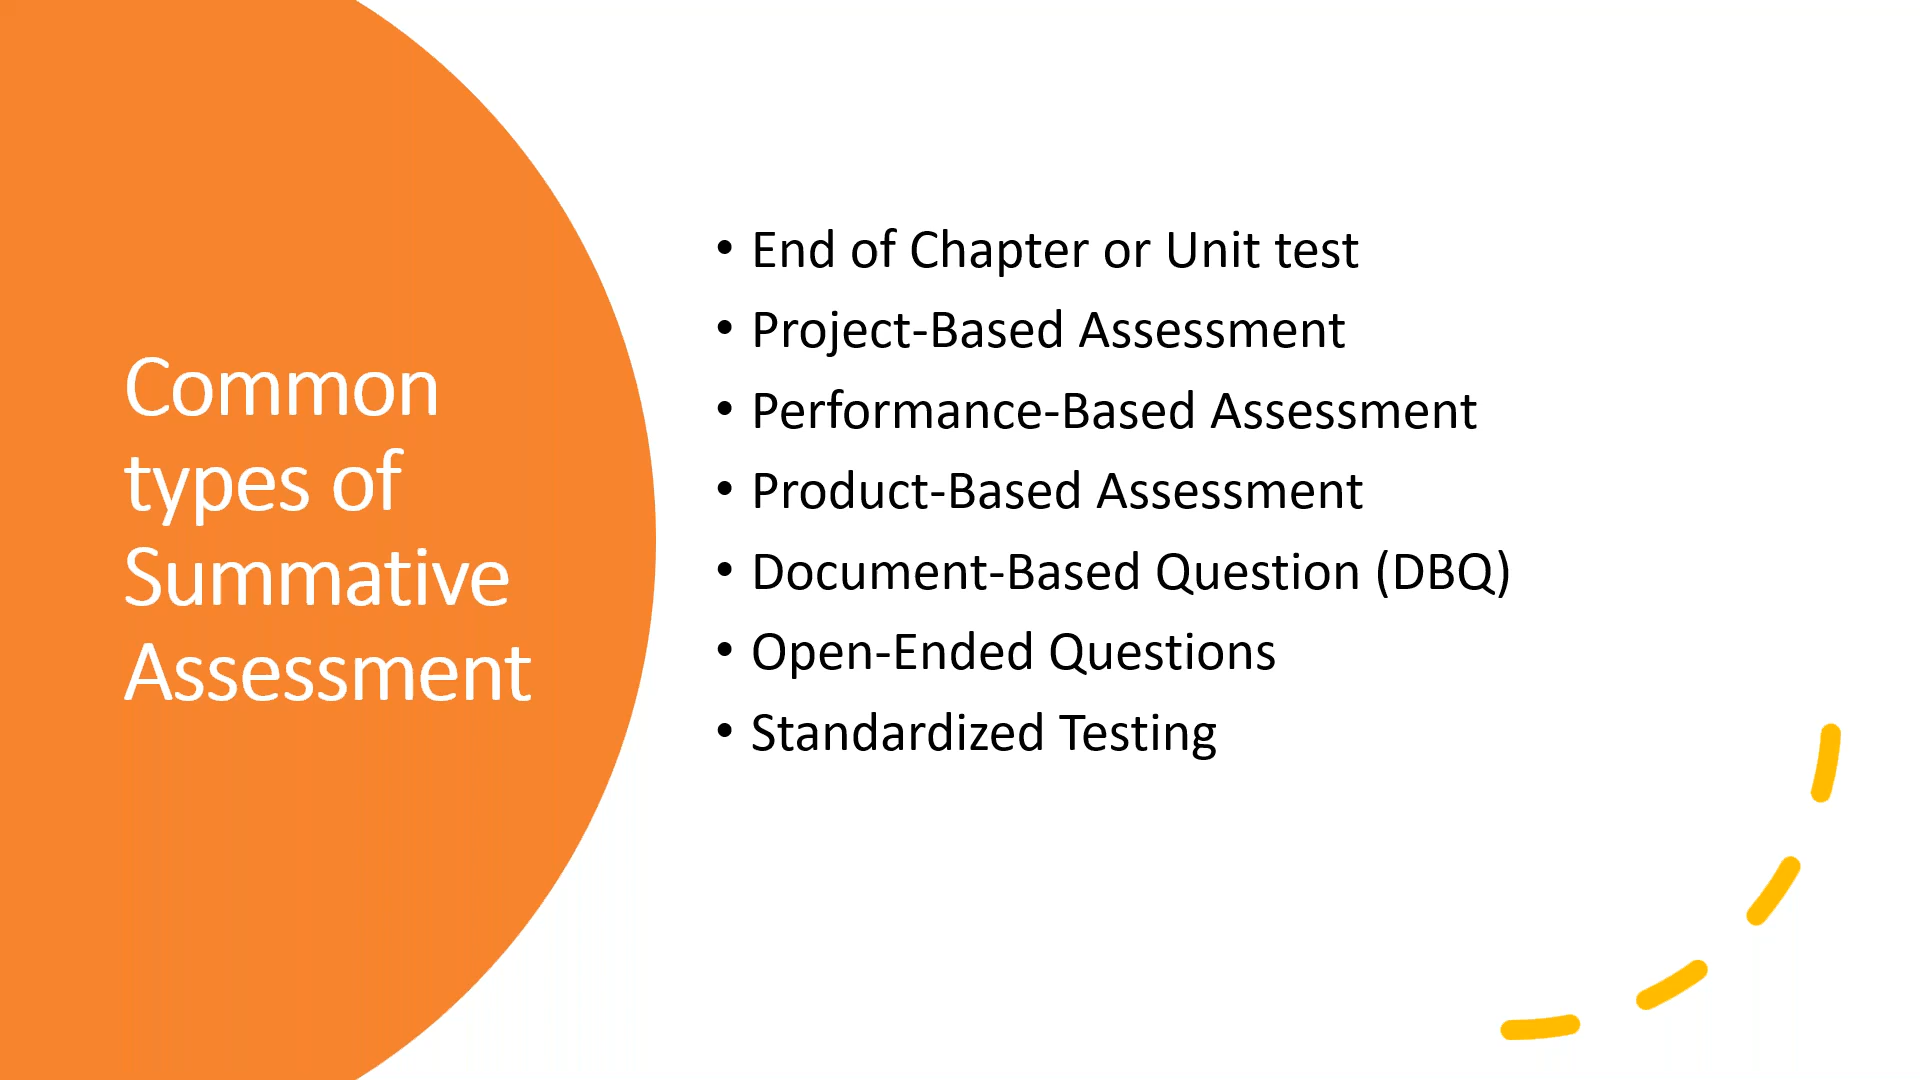 Common
types of
Summative
Assessment
• End of Chapter or Unit test
• Project-Based Assessment
• Performance-Based Assessment
• Product-Based Assessment
• Document-Based Question (DBQ)
• Open-Ended Questions
• Standardized Testing